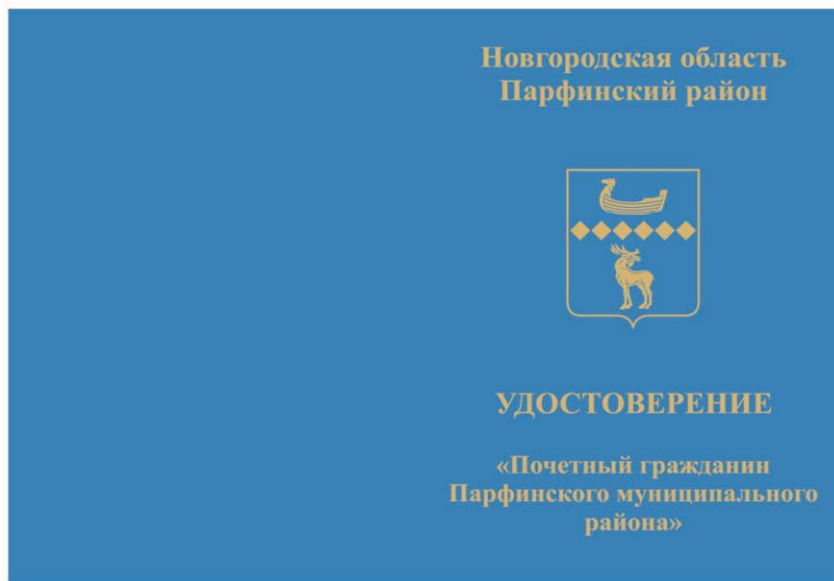 Новгородская область
Парфинский район
УДОСТОВЕРЕНИЕ
«Почетный гражданин
Парфинского муниципального
района»